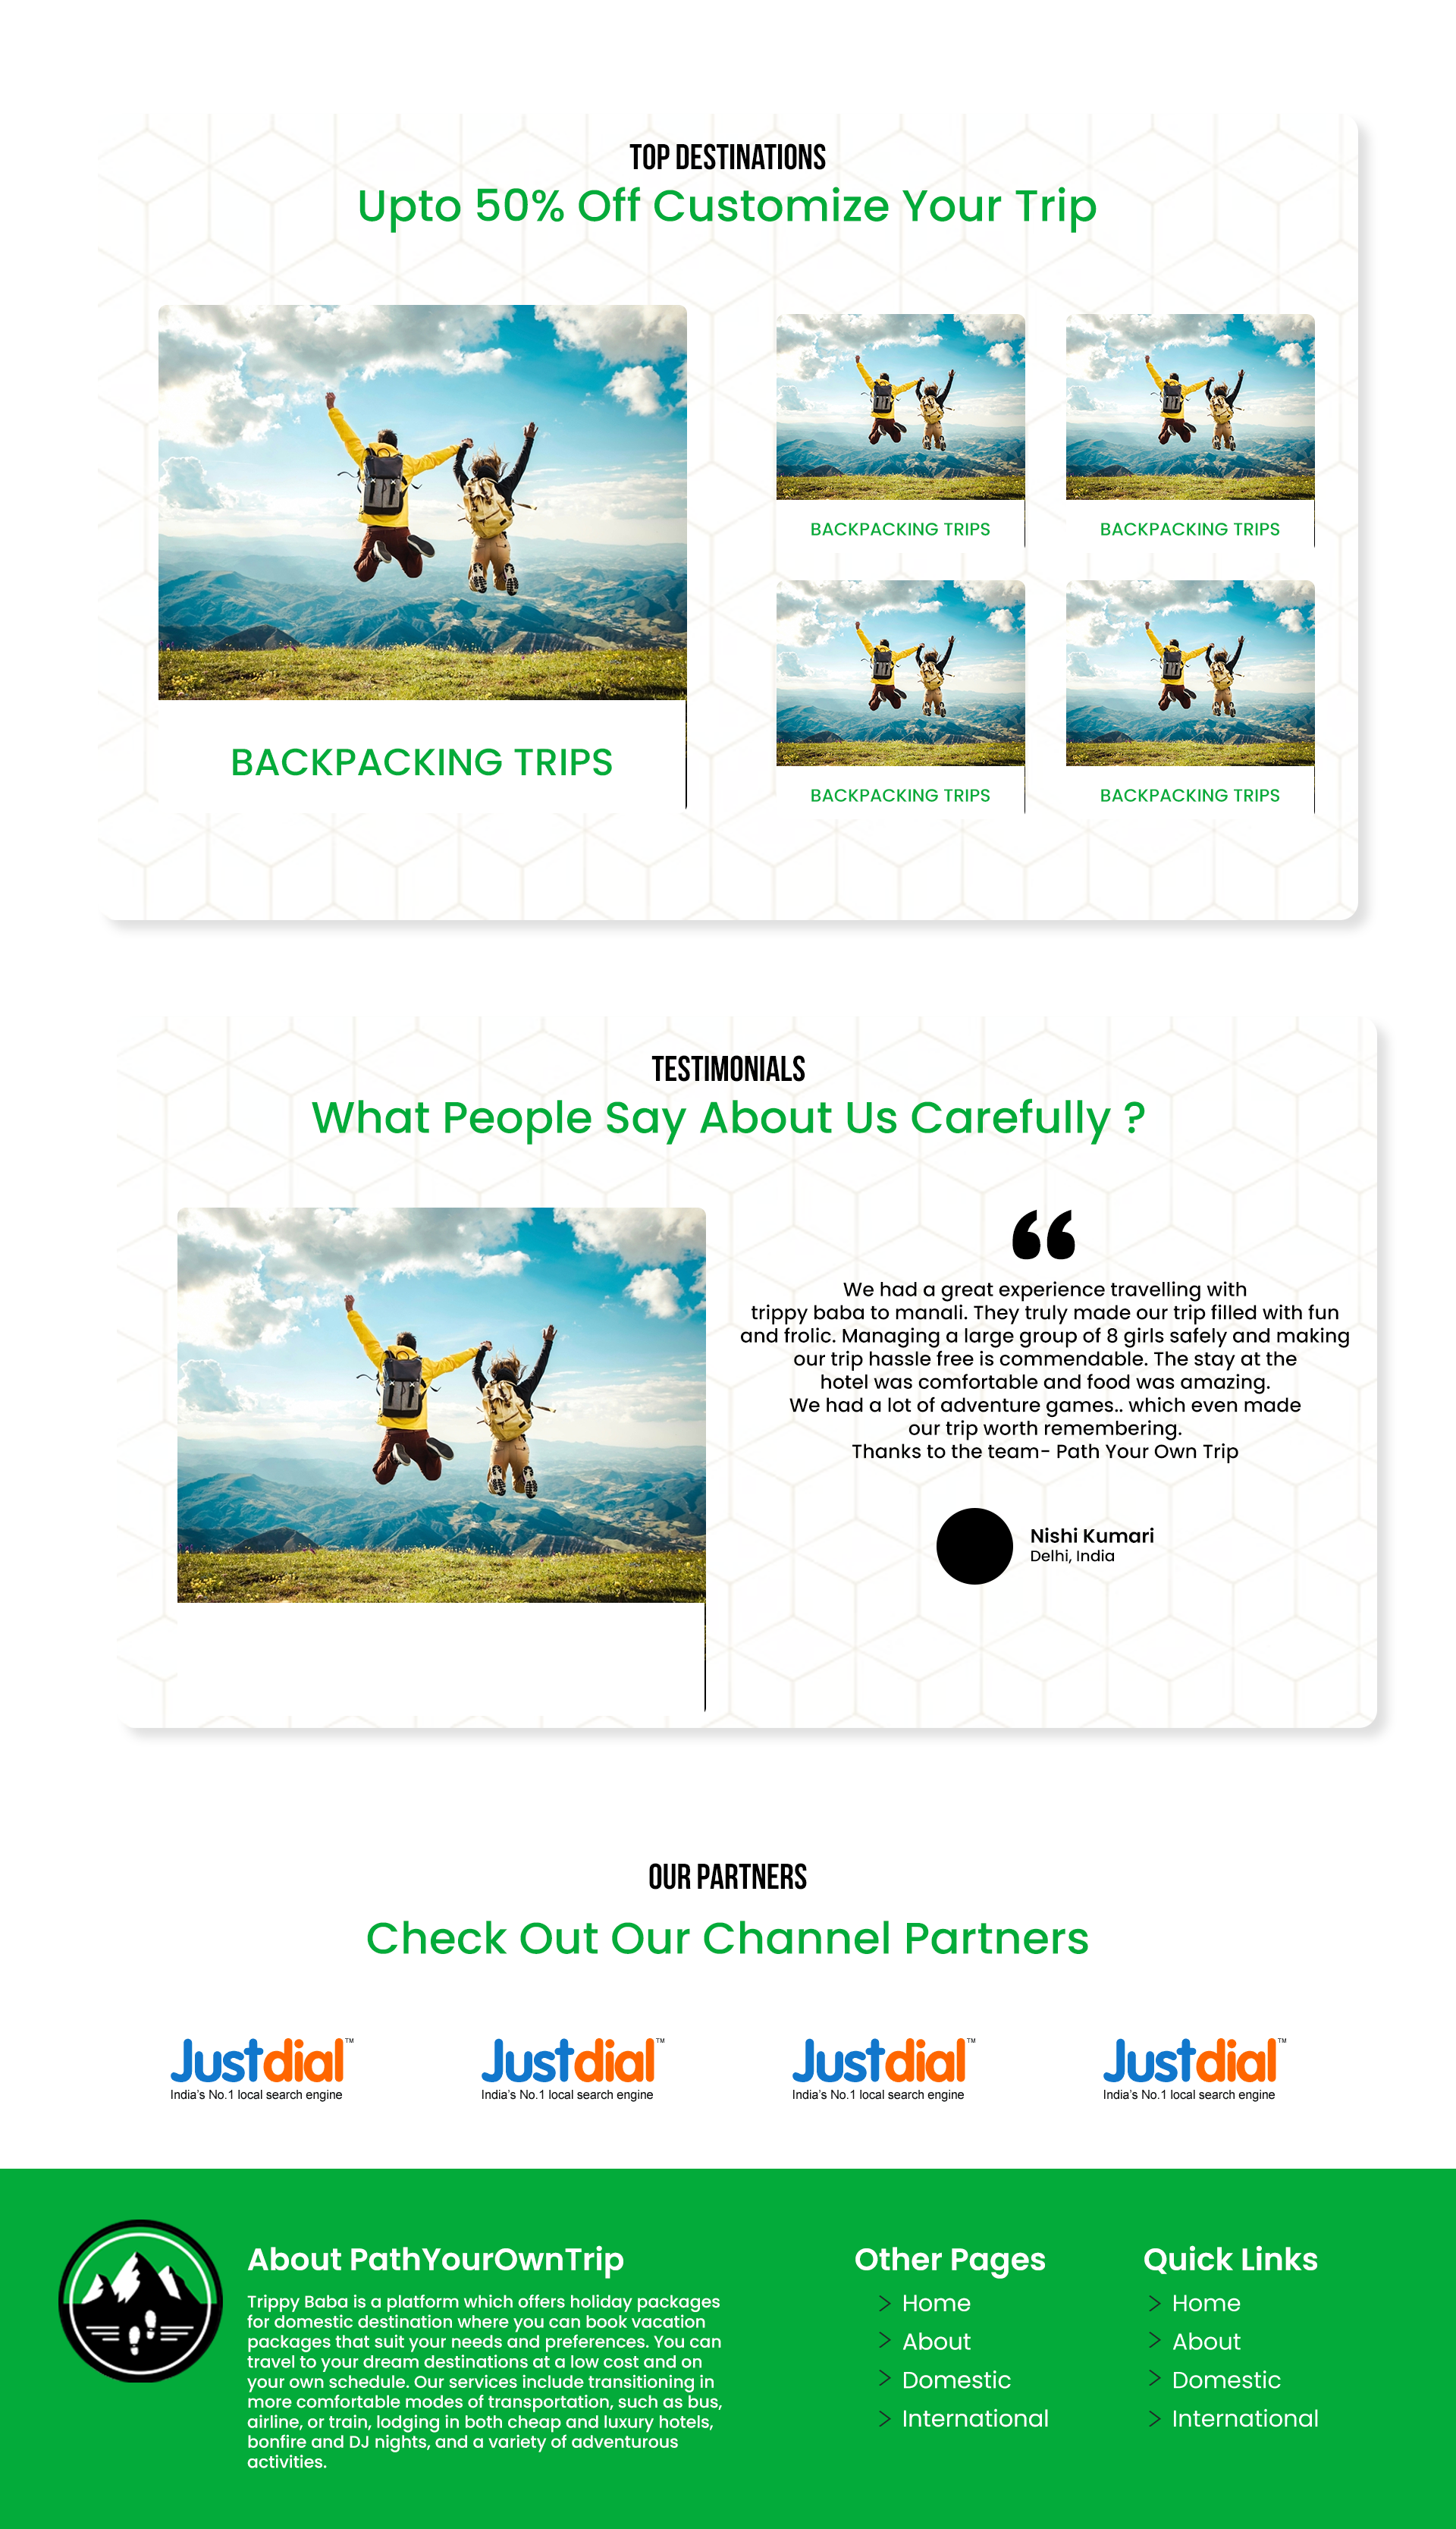 TOP DESTINATIONS
Upto 50% Off Customize Your Trip
BACKPACKING TRIPS
BACKPACKING TRIPS
BACKPACKING TRIPS
BACKPACKING TRIPS
BACKPACKING TRIPS
TESTIMONIALS
What People Say About Us Carefully ?
We had a great experience travelling with
trippy baba to manali. They truly made our trip filled with fun
and frolic. Managing a large group of 8 girls safely and making
our trip hassle free is commendable. The stay at the
hotel was comfortable and food was amazing.
We had a lot of adventure games.. which even made
our trip worth remembering.
Thanks to the team- Path Your Own Trip
Nishi Kumari
Delhi, India
OUR PARTNERS
Check Out Our Channel Partners
Justdial™
India's No.1 local search engine
Justdial™
India's No.1 local search engine
Justdial™
India's No.1 local search engine
Justdial™
India's No.1 local search engine
About PathYourOwnTrip
Trippy Baba is a platform which offers holiday packages
for domestic destination where you can book vacation
packages that suit your needs and preferences. You can
travel to your dream destinations at a low cost and on
your own schedule. Our services include transitioning in
more comfortable modes of transportation, such as bus,
airline, or train, lodging in both cheap and luxury hotels,
bonfire and DJ nights, and a variety of adventurous
activities.
Other Pages
Home
About
Domestic
International
Quick Links
Home
About
Domestic
International